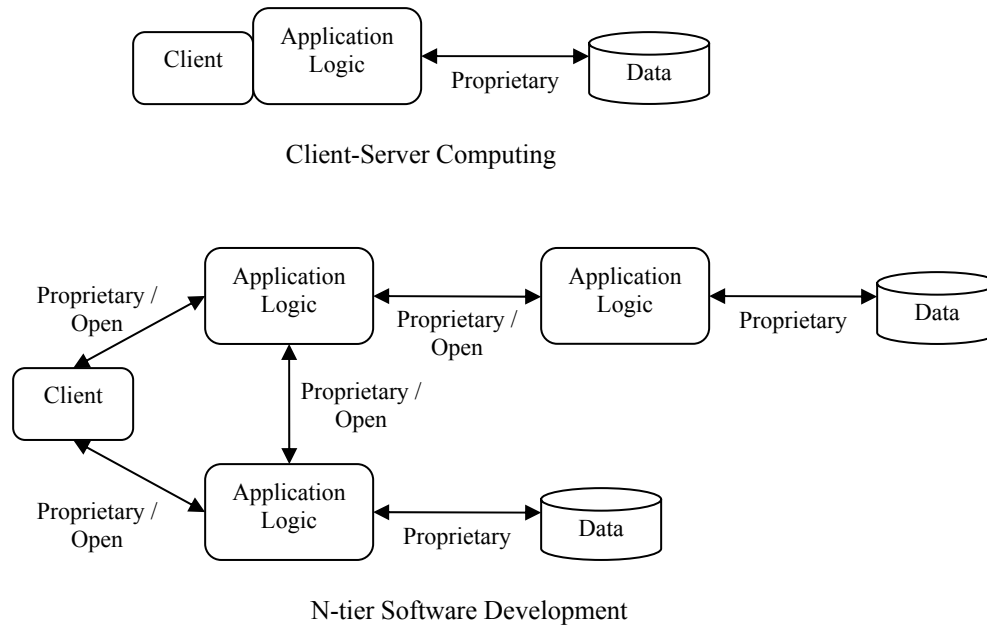 Client
Application
Logic
Proprietary
Data
Client-Server Computing
Proprietary /
Open
Application
Logic
Proprietary /
Open
Application
Logic
Proprietary
Data
Client
Proprietary /
Open
Proprietary /
Open
Application
Logic
Proprietary
Data
N-tier Software Development